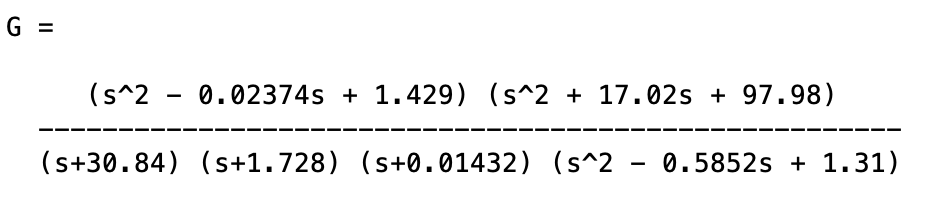 G =
(s^2 - 0.02374s + 1.429) (s^2 + 17.02s + 97.98)
-------------------------------------------------------
(s+30.84) (s+1.728) (s+0.01432) (s^2 - 0.5852s + 1.31)